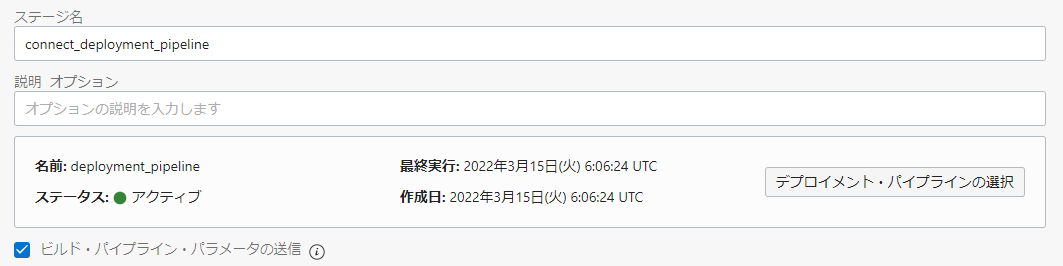 ステージ名
connect_deployment_pipeline
説明 オプション
オプションの説明を入力します
名前: deployment_pipeline
最終実行: 2022年3月15日(火) 6:06:24 UTC
ステータス: アクティブ
作成日: 2022年3月15日(火) 6:06:24 UTC
デプロイメント・パイプラインの選択
ビルド・パイプライン・パラメータの送信